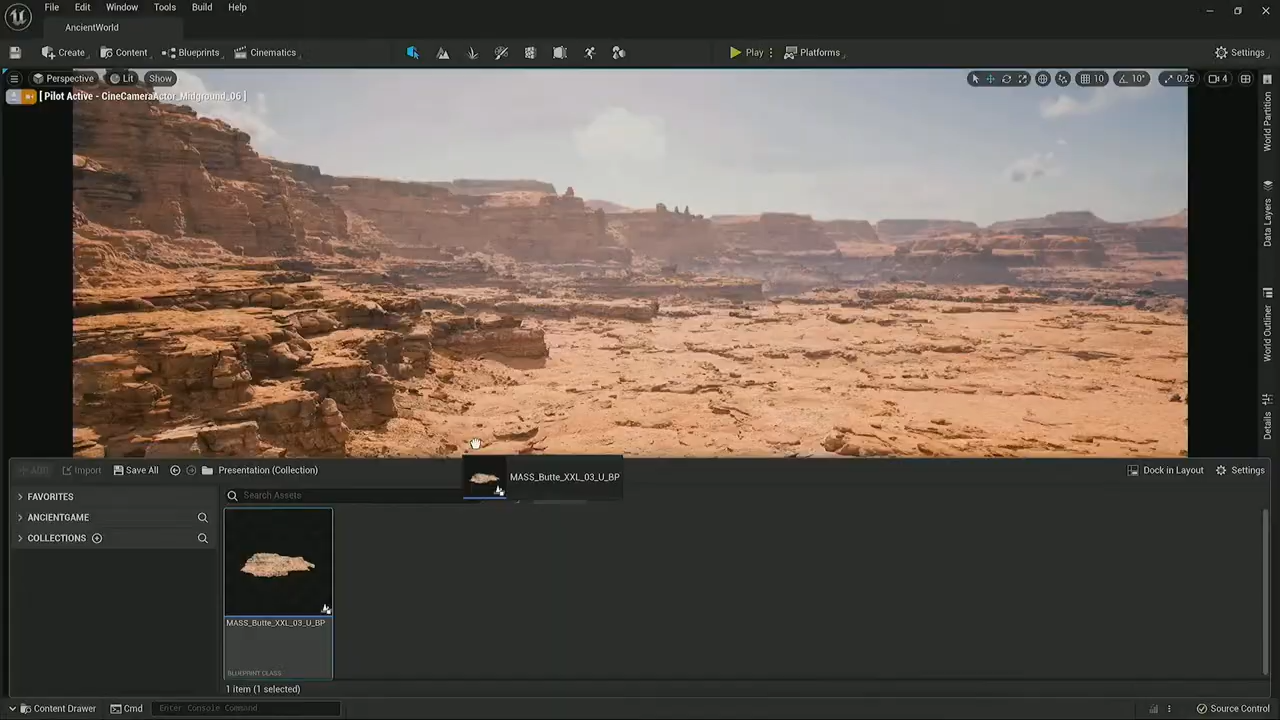 File Edit Window Tools Build Help
AncientWorld
Create Content Blueprints Cinematics Play Platforms Settings
Perspective Lit Show 10 10° 0.25 4
[ Pilot Active - CineCameraActor_Midground_06 ]
World Partition
Data Layers
World Outliner
Details
Add Import Save All Presentation (Collection) Dock in Layout Settings
MASS_Butte_XXL_03_U_BP
FAVORITES
Search Assets
ANCIENTGAME
COLLECTIONS
MASS_Butte_XXL_03_U_BP
BLUEPRINT CLASS
1 item (1 selected)
Content Drawer Cmd Enter Console Command Source Control